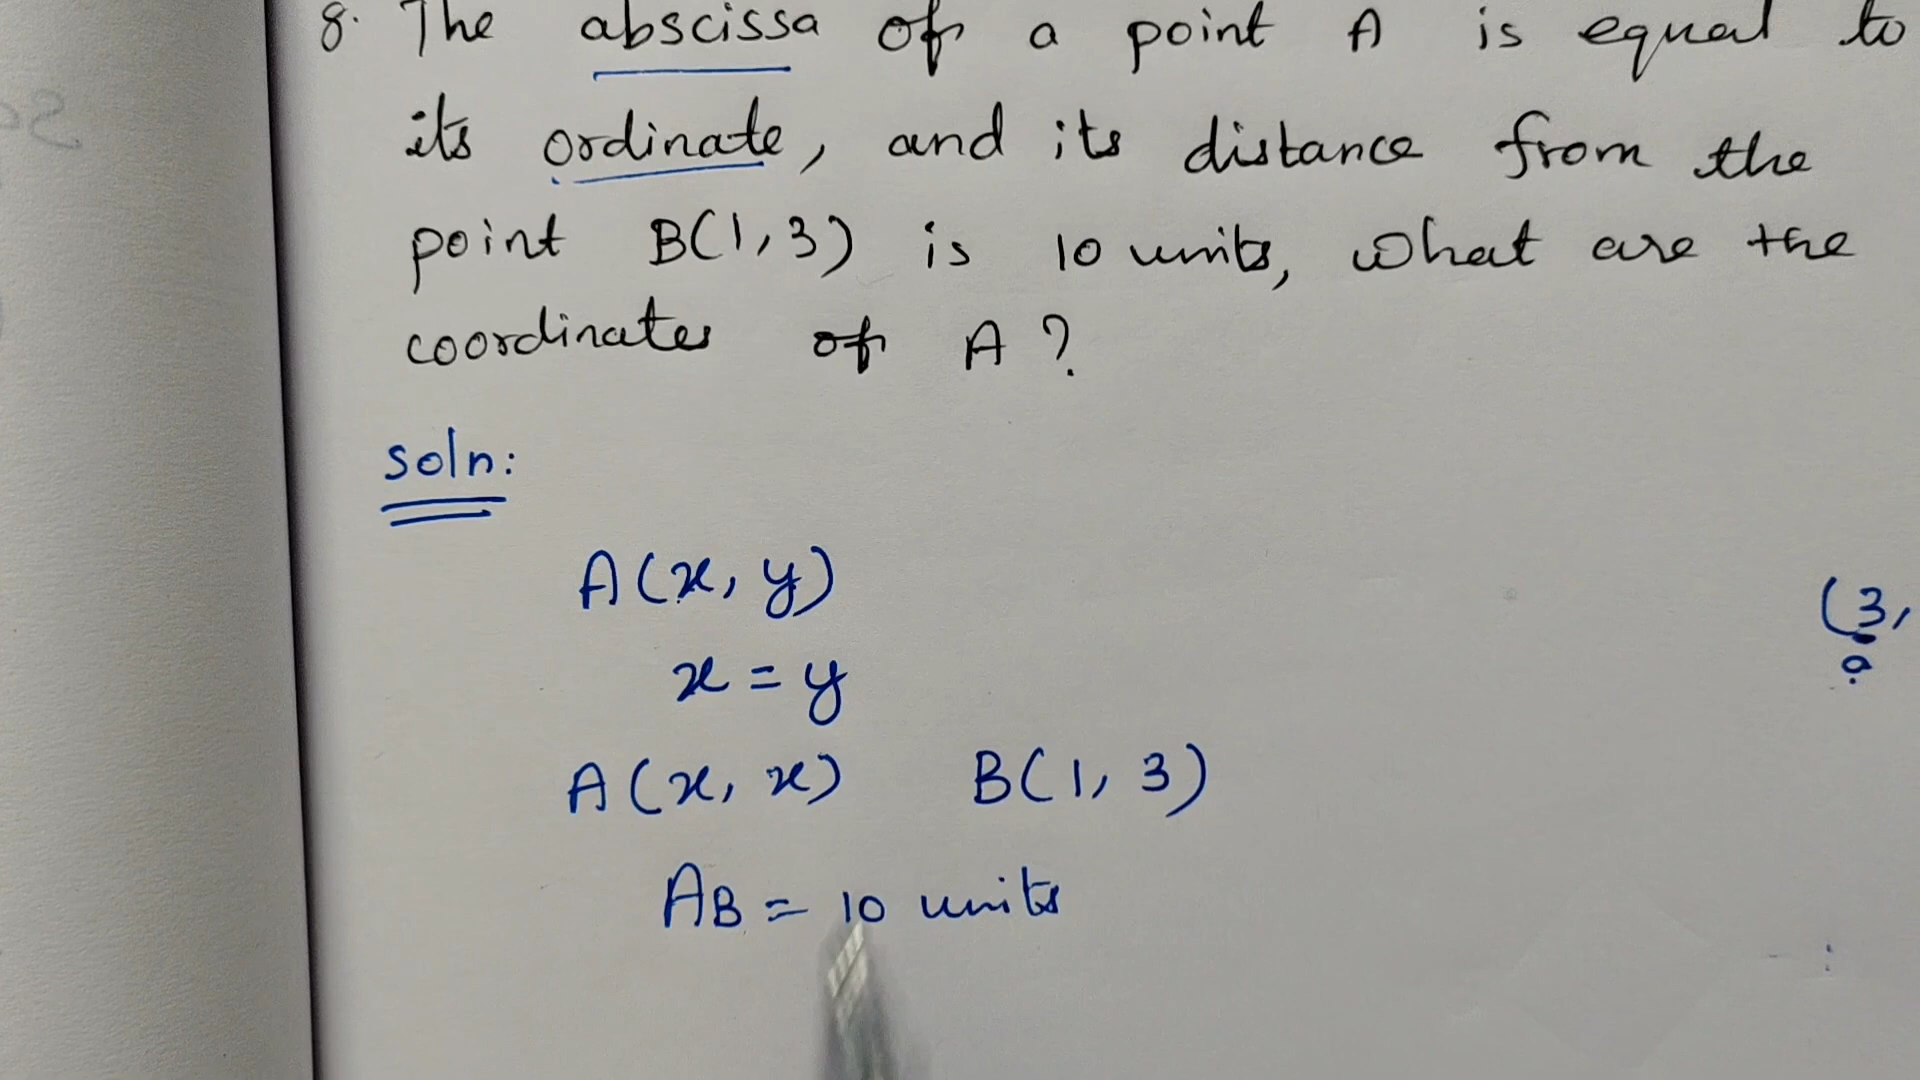 8. The abscissa of a point A is equal to
its ordinate, and its distance from the
point B(1,3) is 10 units, what are the
coordinates of A?
soln:
A(x, y)
(3,
x = y
A(x, x) B(1, 3)
AB = 10 units